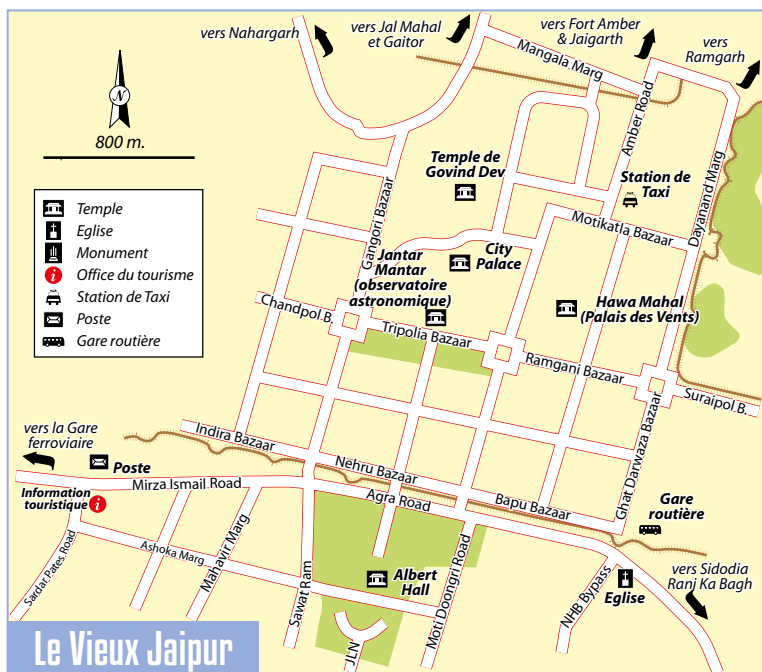 vers Nahargarh
vers Jal Mahal
et Gaitor
vers Fort Amber
& Jaigarth
vers
Ramgarh
N
800 m.
Mangala Marg
Amber Road
Dayanand Marg
Temple de
Govind Dev
Station de
Taxi
Temple
Eglise
Monument
i Office du tourisme
Station de Taxi
Poste
Gare routière
Gangori Bazaar
Motikatla Bazaar
City
Palace
Jantar
Mantar
(observatoire
astronomique)
Hawa Mahal
(Palais des Vents)
Chandpol.B.
Tripolia Bazaar
Ramgani Bazaar
Suraipol.B.
Ghat Darwaza Bazaar
Indira Bazaar
Nehru Bazaar
Bapu Bazaar
vers la Gare
ferroviaire
Poste
Mirza Ismail Road
Agra Road
Information
touristique
i
Gare
routière
Sardar Pates Road
Ashoka Marg
Mahavir Marg
Sawat Ram
Moti Doongri Road
Albert
Hall
NHB Bypass
Eglise
vers Sidodia
Rani Ka Bagh
JLN
Le Vieux Jaipur